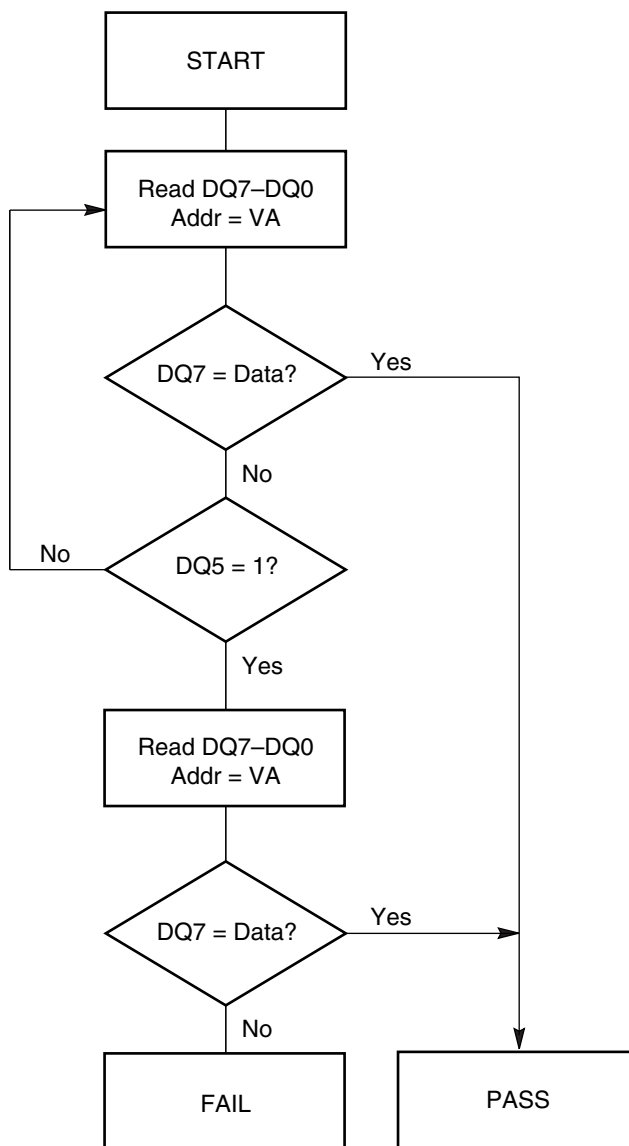 START
Read DQ7–DQ0
Addr = VA
DQ7 = Data?
Yes
No
No
DQ5 = 1?
Yes
Read DQ7–DQ0
Addr = VA
DQ7 = Data?
Yes
No
FAIL
PASS